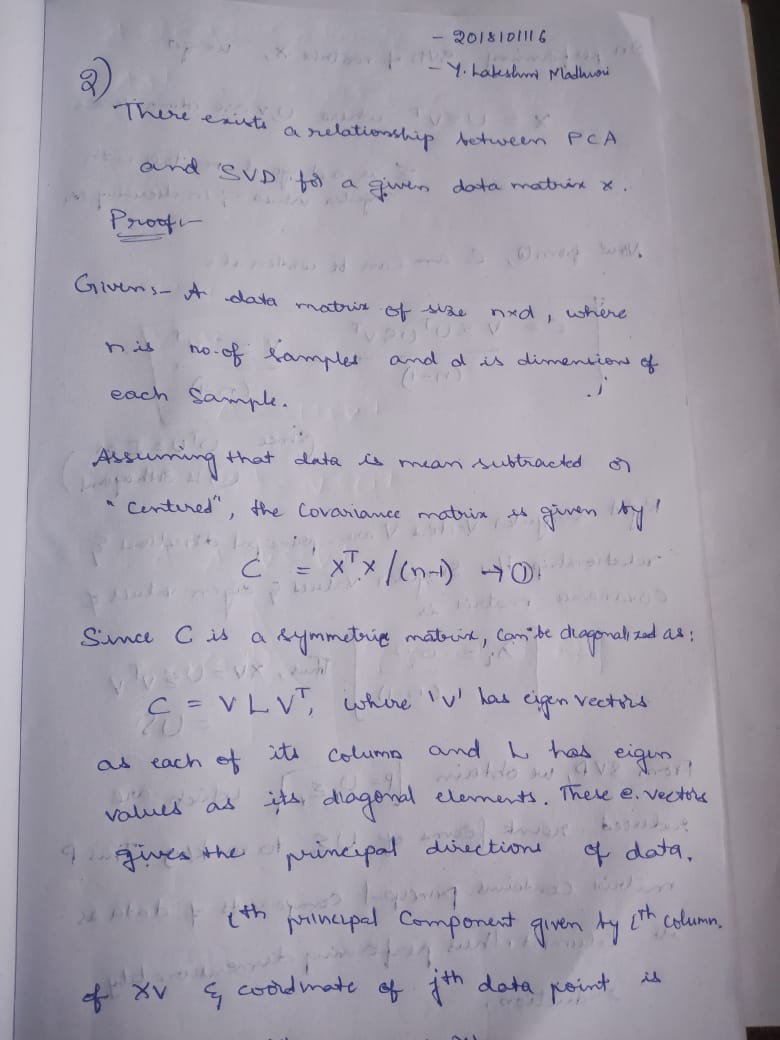 - 2018101116
- Y. Lakeshmi Madhuri
2)
There exists a relationship between PCA
and SVD for a given data matrix x.
Proof:-
Given:- A data matrix of size n×d, where
n is no. of samples and d is dimension of
each sample.
Assuming that data is mean subtracted or
"centered", the covariance matrix is given by
C = X^T X/(n-1) → ①
Since C is a symmetric matrix, can be diagonalized as:
C = V L V^T, where 'V' has eigen vectors
as each of its column and L has eigen
values as its diagonal elements. These e. vectors
gives the principal directions of data.
ith principal component given by ith column
of XV & coordinate of jth data point is